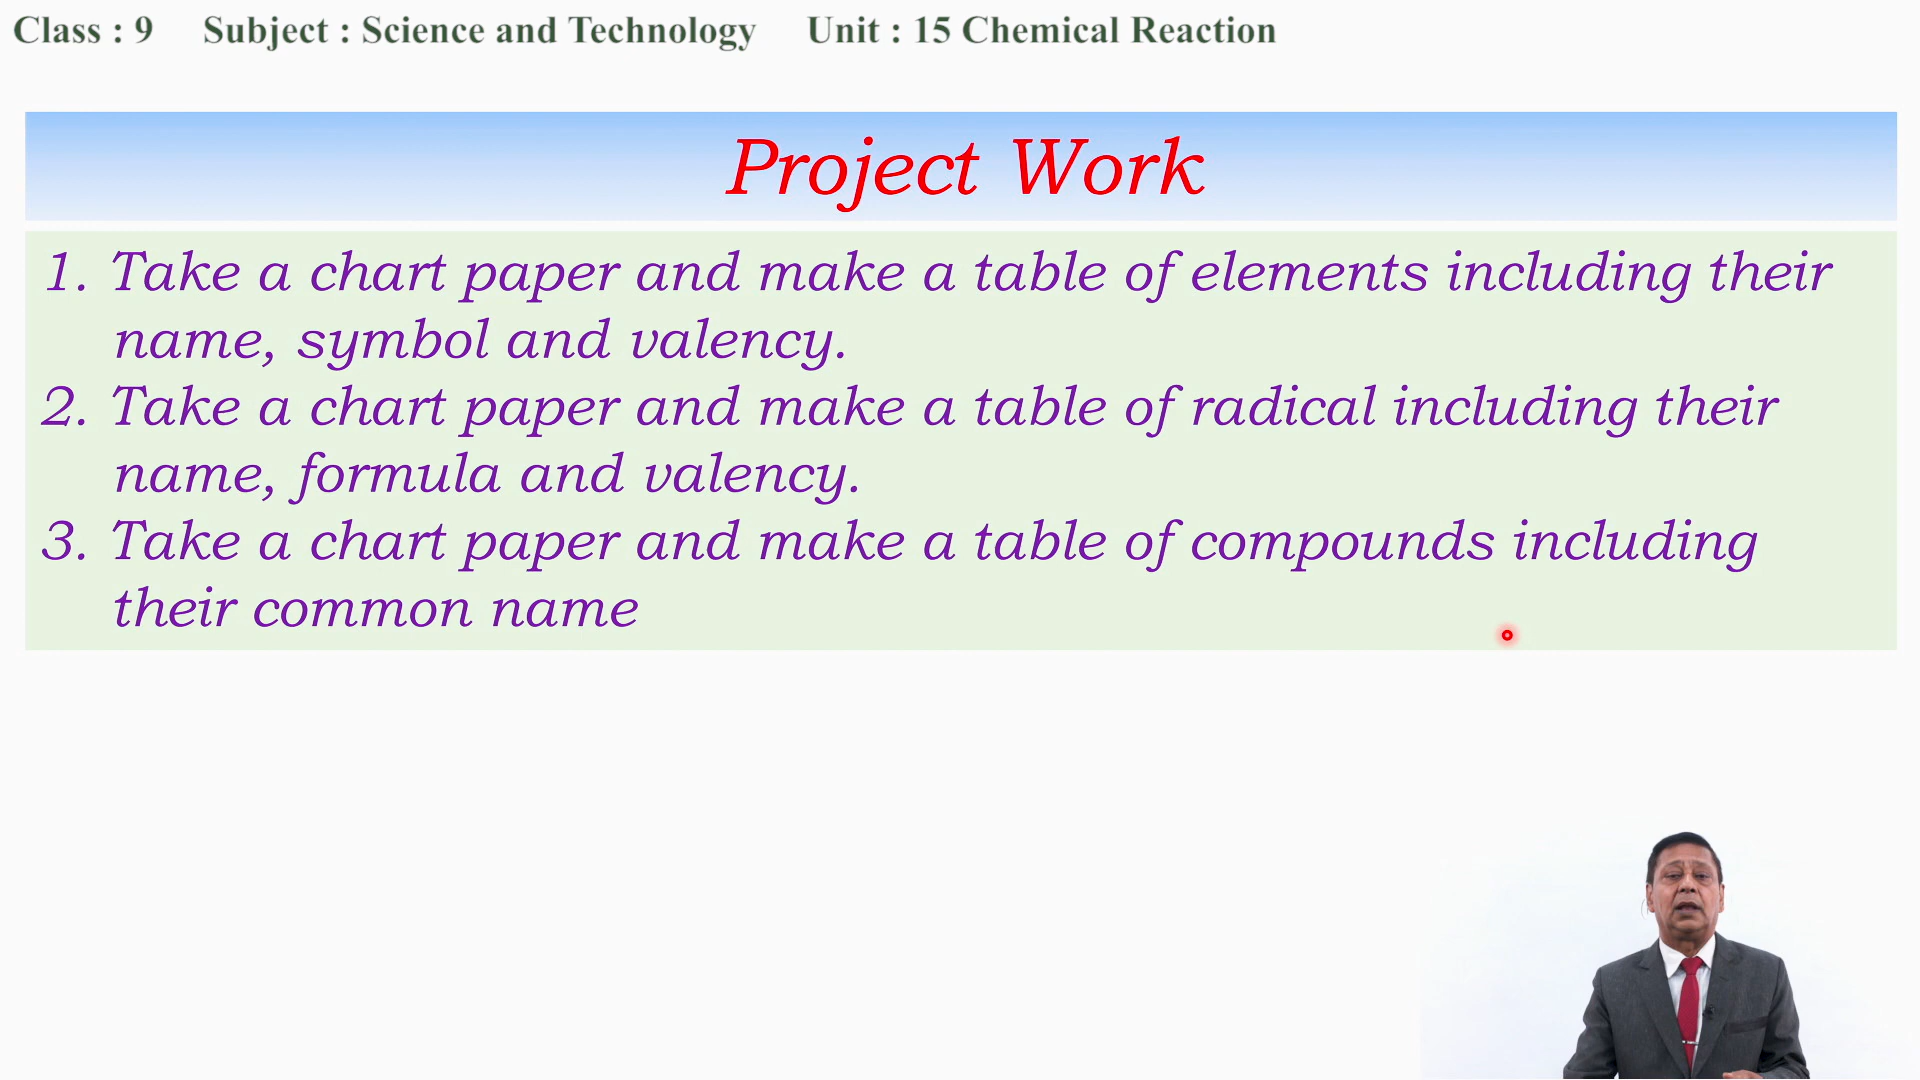 Class : 9 Subject : Science and Technology Unit : 15 Chemical Reaction
Project Work
1. Take a chart paper and make a table of elements including their
name, symbol and valency.
2. Take a chart paper and make a table of radical including their
name, formula and valency.
3. Take a chart paper and make a table of compounds including
their common name